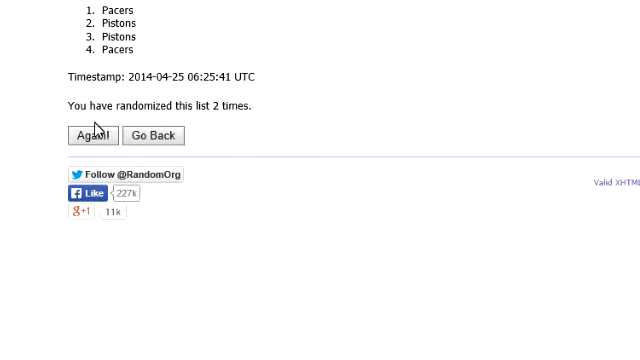 1. Pacers
2. Pistons
3. Pistons
4. Pacers
Timestamp: 2014-04-25 06:25:41 UTC
You have randomized this list 2 times.
Again! Go Back
Follow @RandomOrg
Valid XHTML
Like 227k
g+1 11k